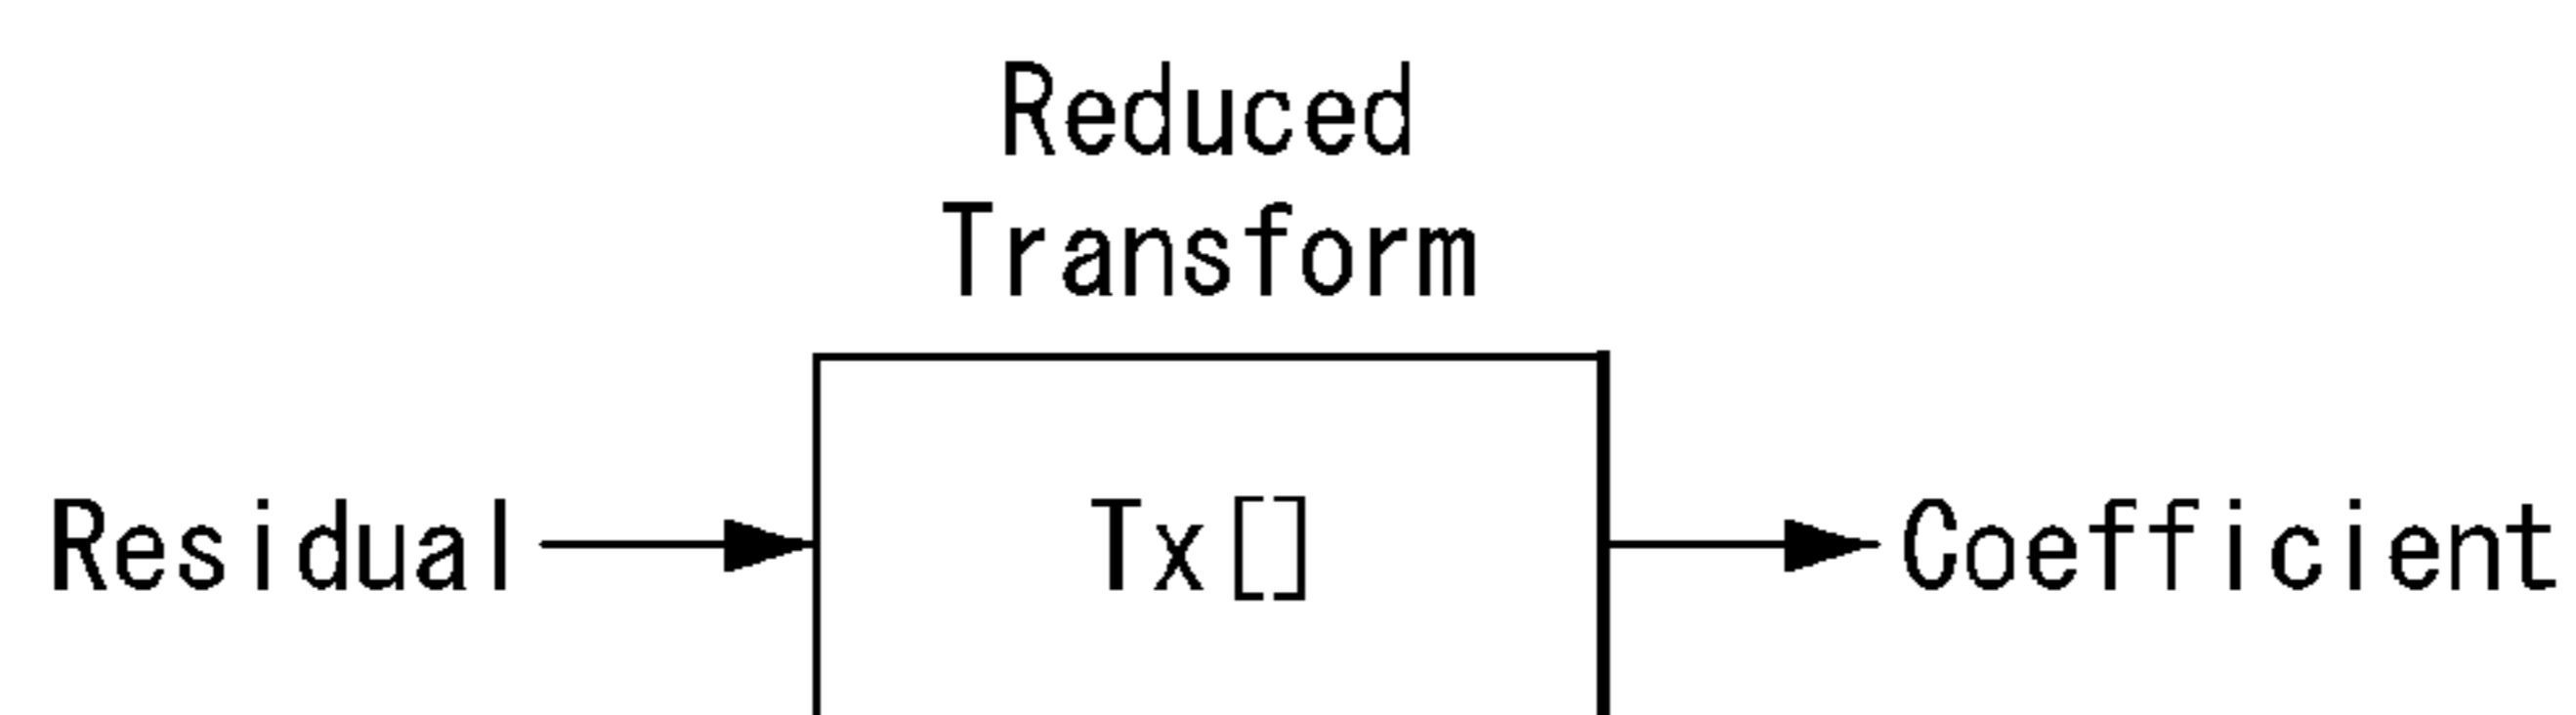 Reduced
Transform
Residual
Tx[]
Coefficient